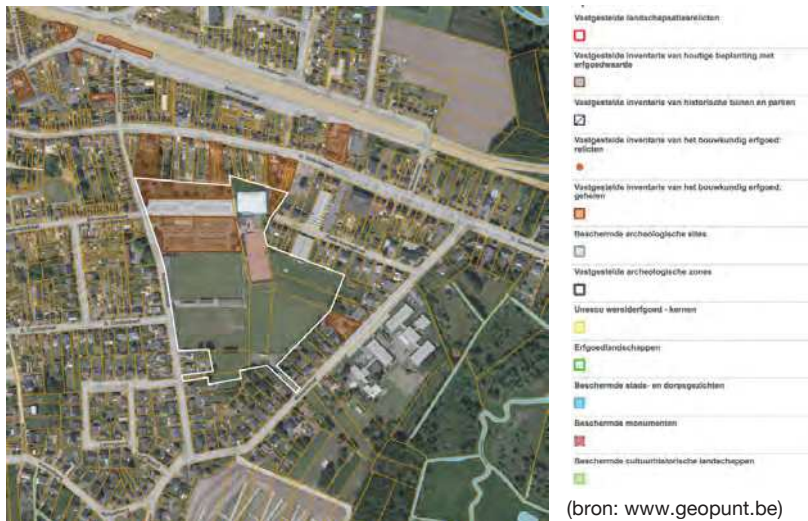 Vastgestelde landschapsatlasrelicten
Vastgestelde inventaris van houtige beplanting met
erfgoedwaarde
Vastgestelde inventaris van historische tuinen en parken
Vastgestelde inventaris van het bouwkundig erfgoed:
relicten
Vastgestelde inventaris van het bouwkundig erfgoed:
gehelen
Beschermde archeologische sites
Vastgestelde archeologische zones
Unesco werelderfgoed - kernen
Erfgoedlandschappen
Beschermde stads- en dorpsgezichten
Beschermde monumenten
Beschermde cultuurhistorische landschappen
(bron: www.geopunt.be)